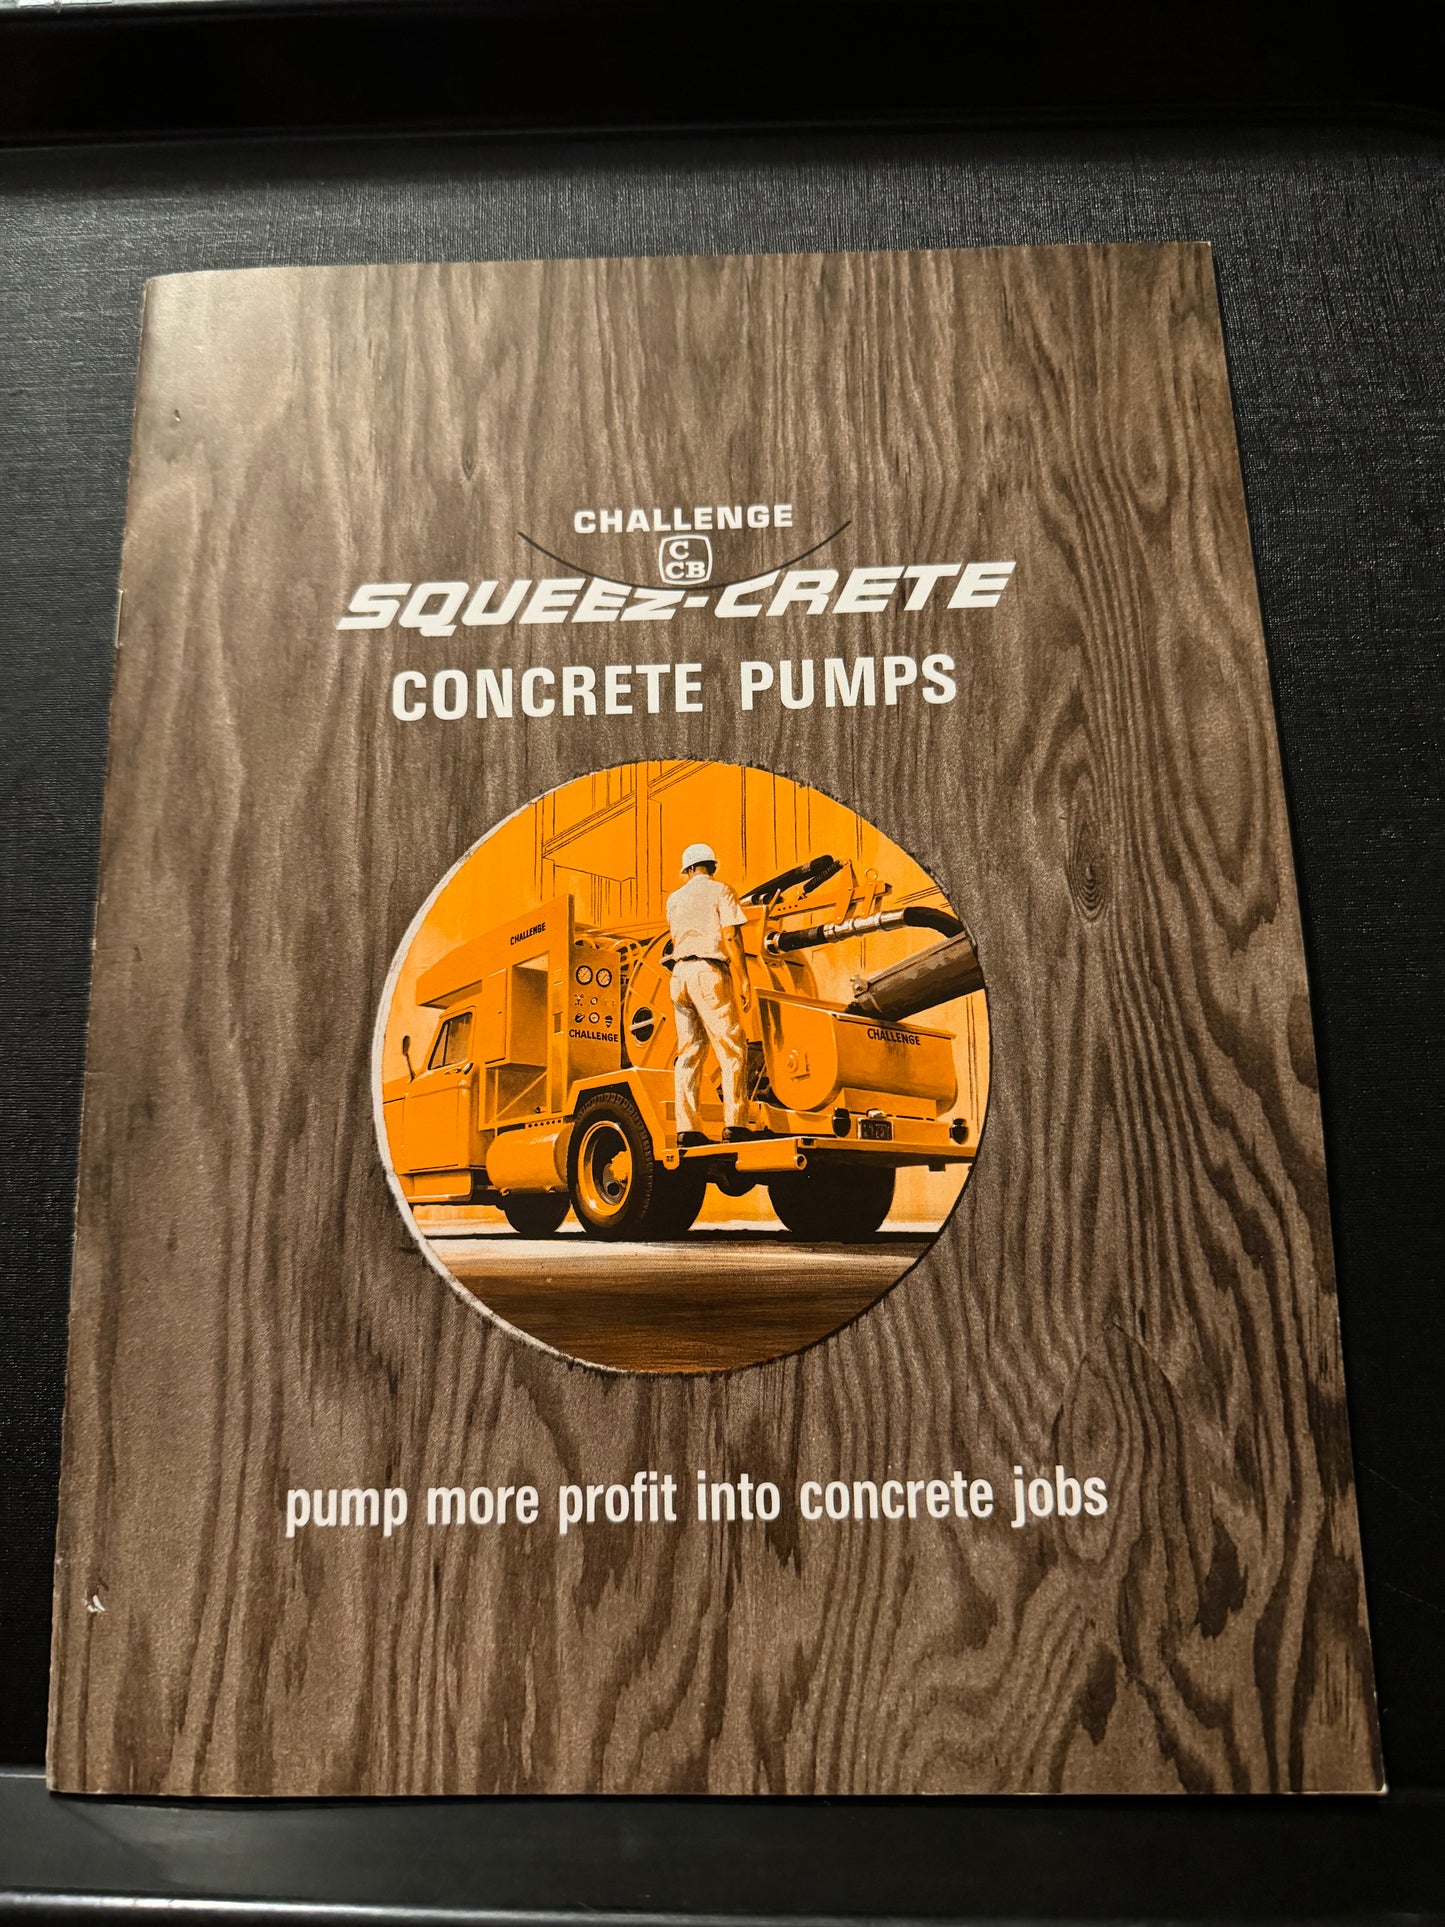 CHALLENGE
C
CB
SQUEEZ-CRETE
CONCRETE PUMPS
CHALLENGE
CHALLENGE
CHALLENGE
pump more profit into concrete jobs